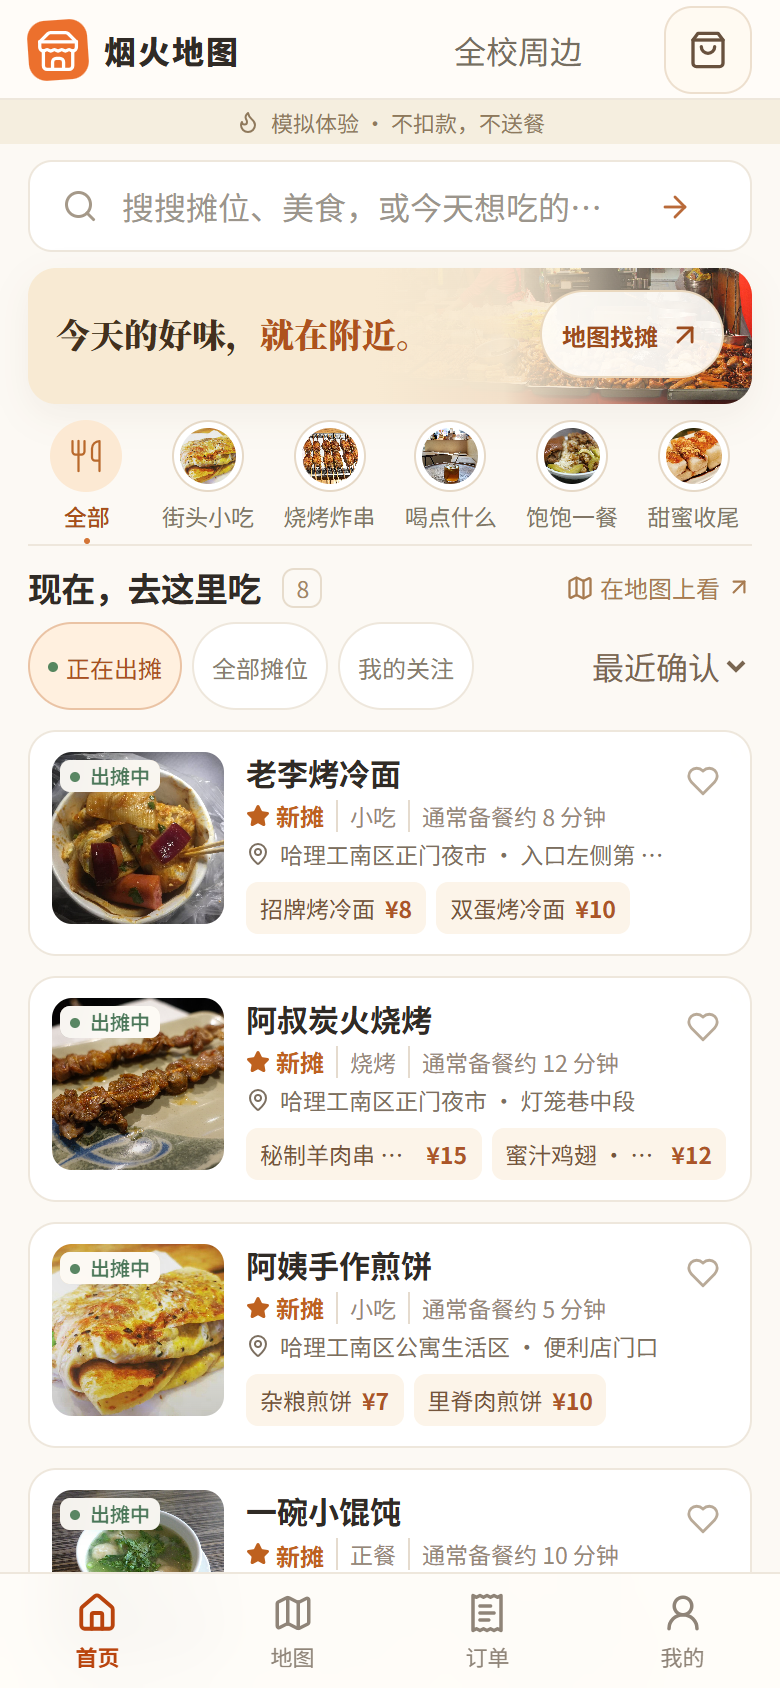 烟火地图
全校周边
模拟体验 · 不扣款，不送餐
搜搜摊位、美食，或今天想吃的…
今天的好味，就在附近。
地图找摊
全部
街头小吃
烧烤炸串
喝点什么
饱饱一餐
甜蜜收尾
现在，去这里吃 8
在地图上看
正在出摊
全部摊位
我的关注
最近确认
出摊中
老李烤冷面
新摊 小吃 通常备餐约 8 分钟
哈理工南区正门夜市 · 入口左侧第 …
招牌烤冷面 ¥8
双蛋烤冷面 ¥10
出摊中
阿叔炭火烧烤
新摊 烧烤 通常备餐约 12 分钟
哈理工南区正门夜市 · 灯笼巷中段
秘制羊肉串 … ¥15
蜜汁鸡翅 · … ¥12
出摊中
阿姨手作煎饼
新摊 小吃 通常备餐约 5 分钟
哈理工南区公寓生活区 · 便利店门口
杂粮煎饼 ¥7
里脊肉煎饼 ¥10
出摊中
一碗小馄饨
新摊 正餐 通常备餐约 10 分钟
首页
地图
订单
我的